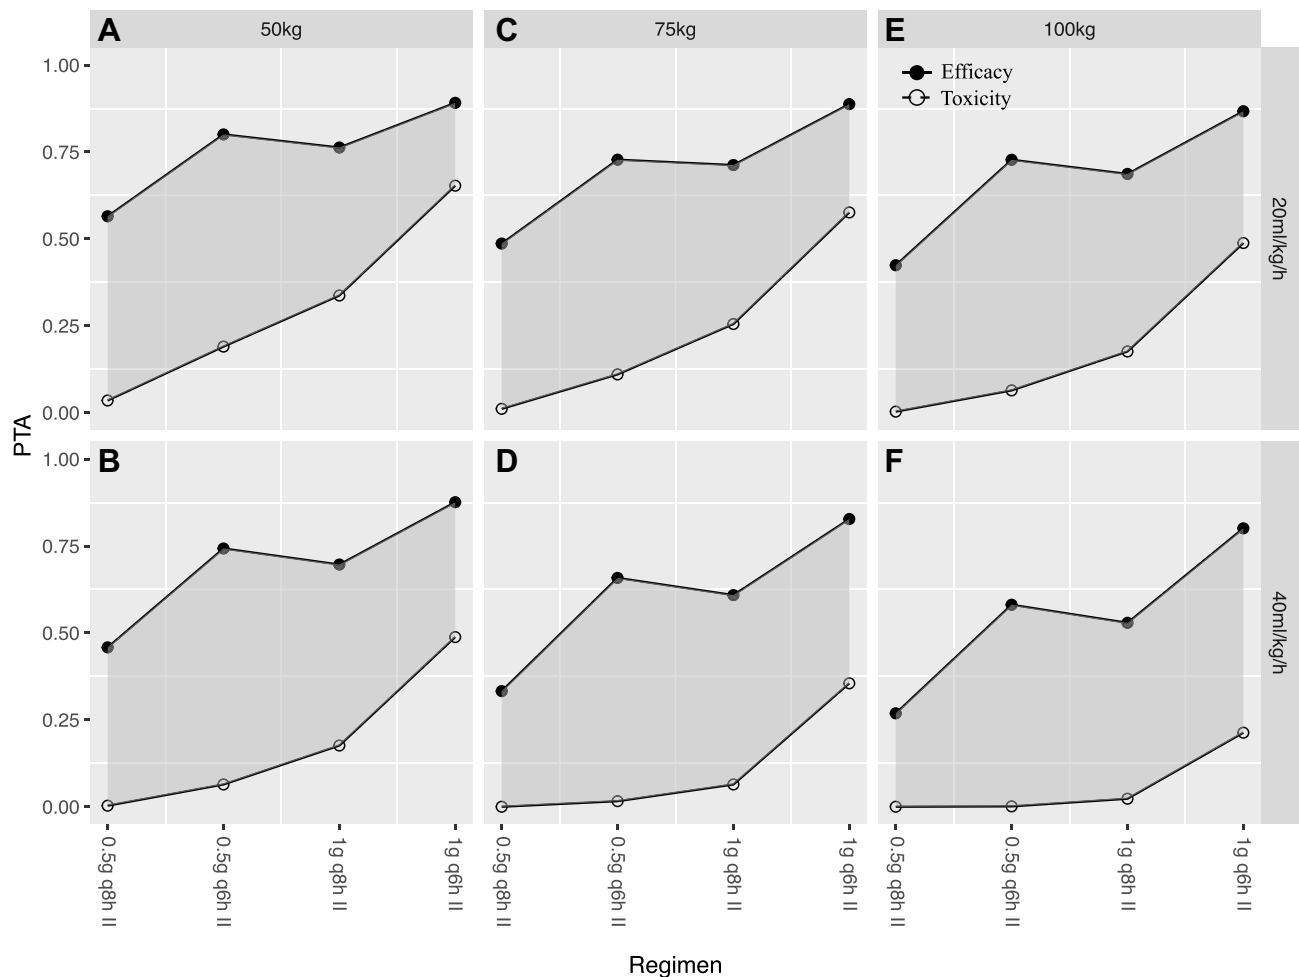 A
50kg
C
75kg
E
100kg
Efficacy
Toxicity
1.00
0.75
0.50
0.25
0.00
20ml/kg/h
PTA
B
D
F
1.00
0.75
0.50
0.25
0.00
40ml/kg/h
0.5g q8h II
0.5g q6h II
1g q8h II
1g q6h II
0.5g q8h II
0.5g q6h II
1g q8h II
1g q6h II
0.5g q8h II
0.5g q6h II
1g q8h II
1g q6h II
Regimen